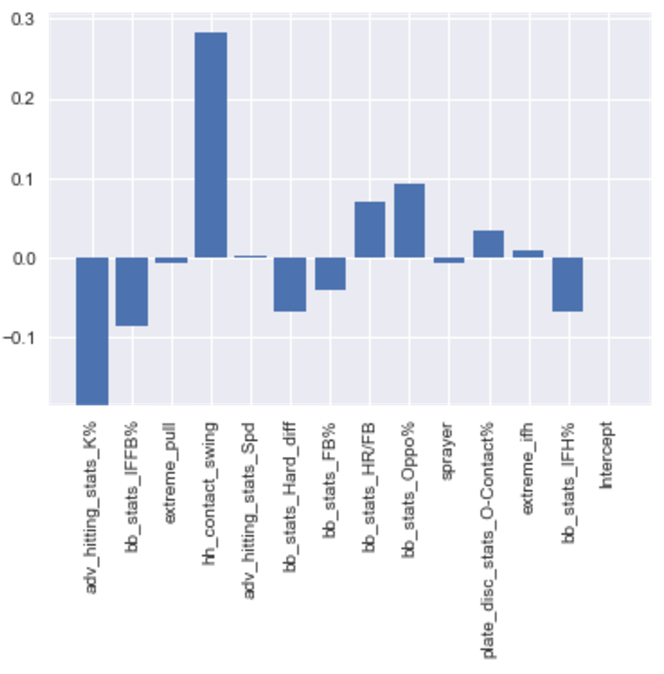 0.3
0.2
0.1
0.0
−0.1
adv_hitting_stats_K%
bb_stats_IFFB%
extreme_pull
hh_contact_swing
adv_hitting_stats_Spd
bb_stats_Hard_diff
bb_stats_FB%
bb_stats_HR/FB
bb_stats_Oppo%
sprayer
plate_disc_stats_O-Contact%
extreme_ifh
bb_stats_IFH%
Intercept